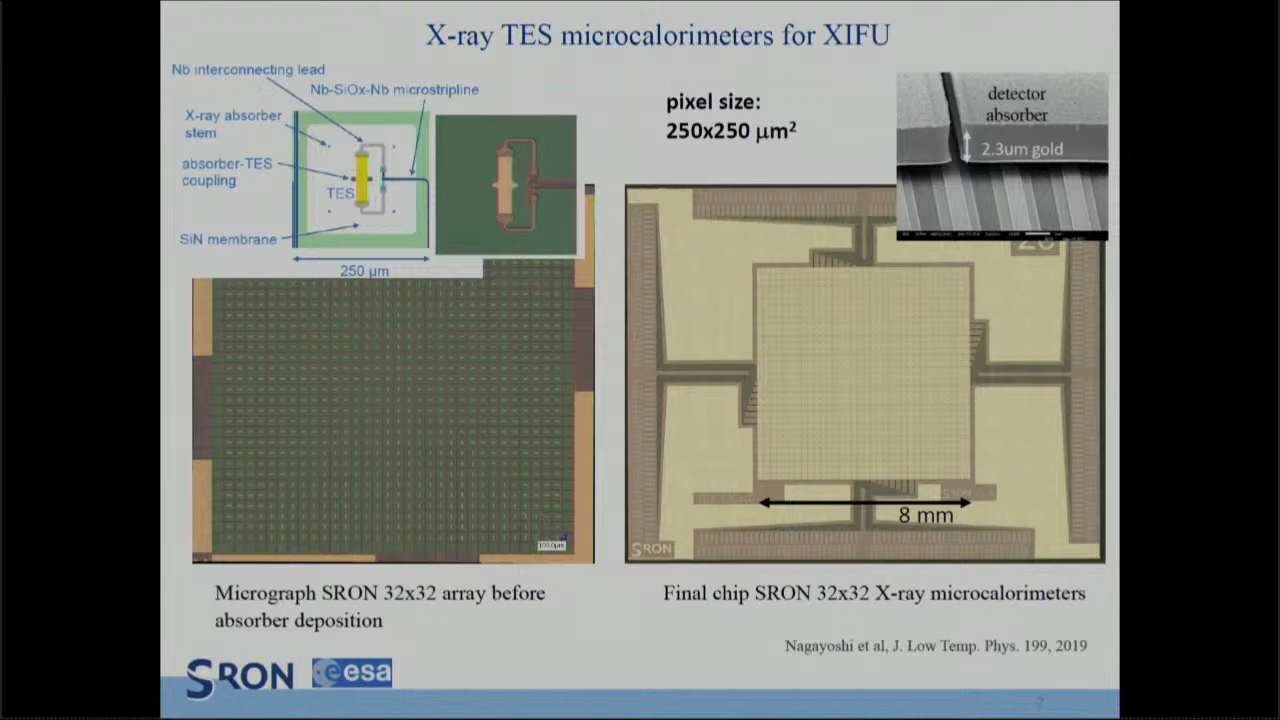 X-ray TES microcalorimeters for XIFU
Nb interconnecting lead
Nb-SiOx-Nb microstripline
X-ray absorber
stem
absorber-TES
coupling
TES
SiN membrane
250 µm
pixel size:
250x250 µm²
detector
absorber
2.3um gold
100.0µm
8 mm
SRON
Micrograph SRON 32x32 array before
absorber deposition
Final chip SRON 32x32 X-ray microcalorimeters
Nagayoshi et al, J. Low Temp. Phys. 199, 2019
SRON
esa
7